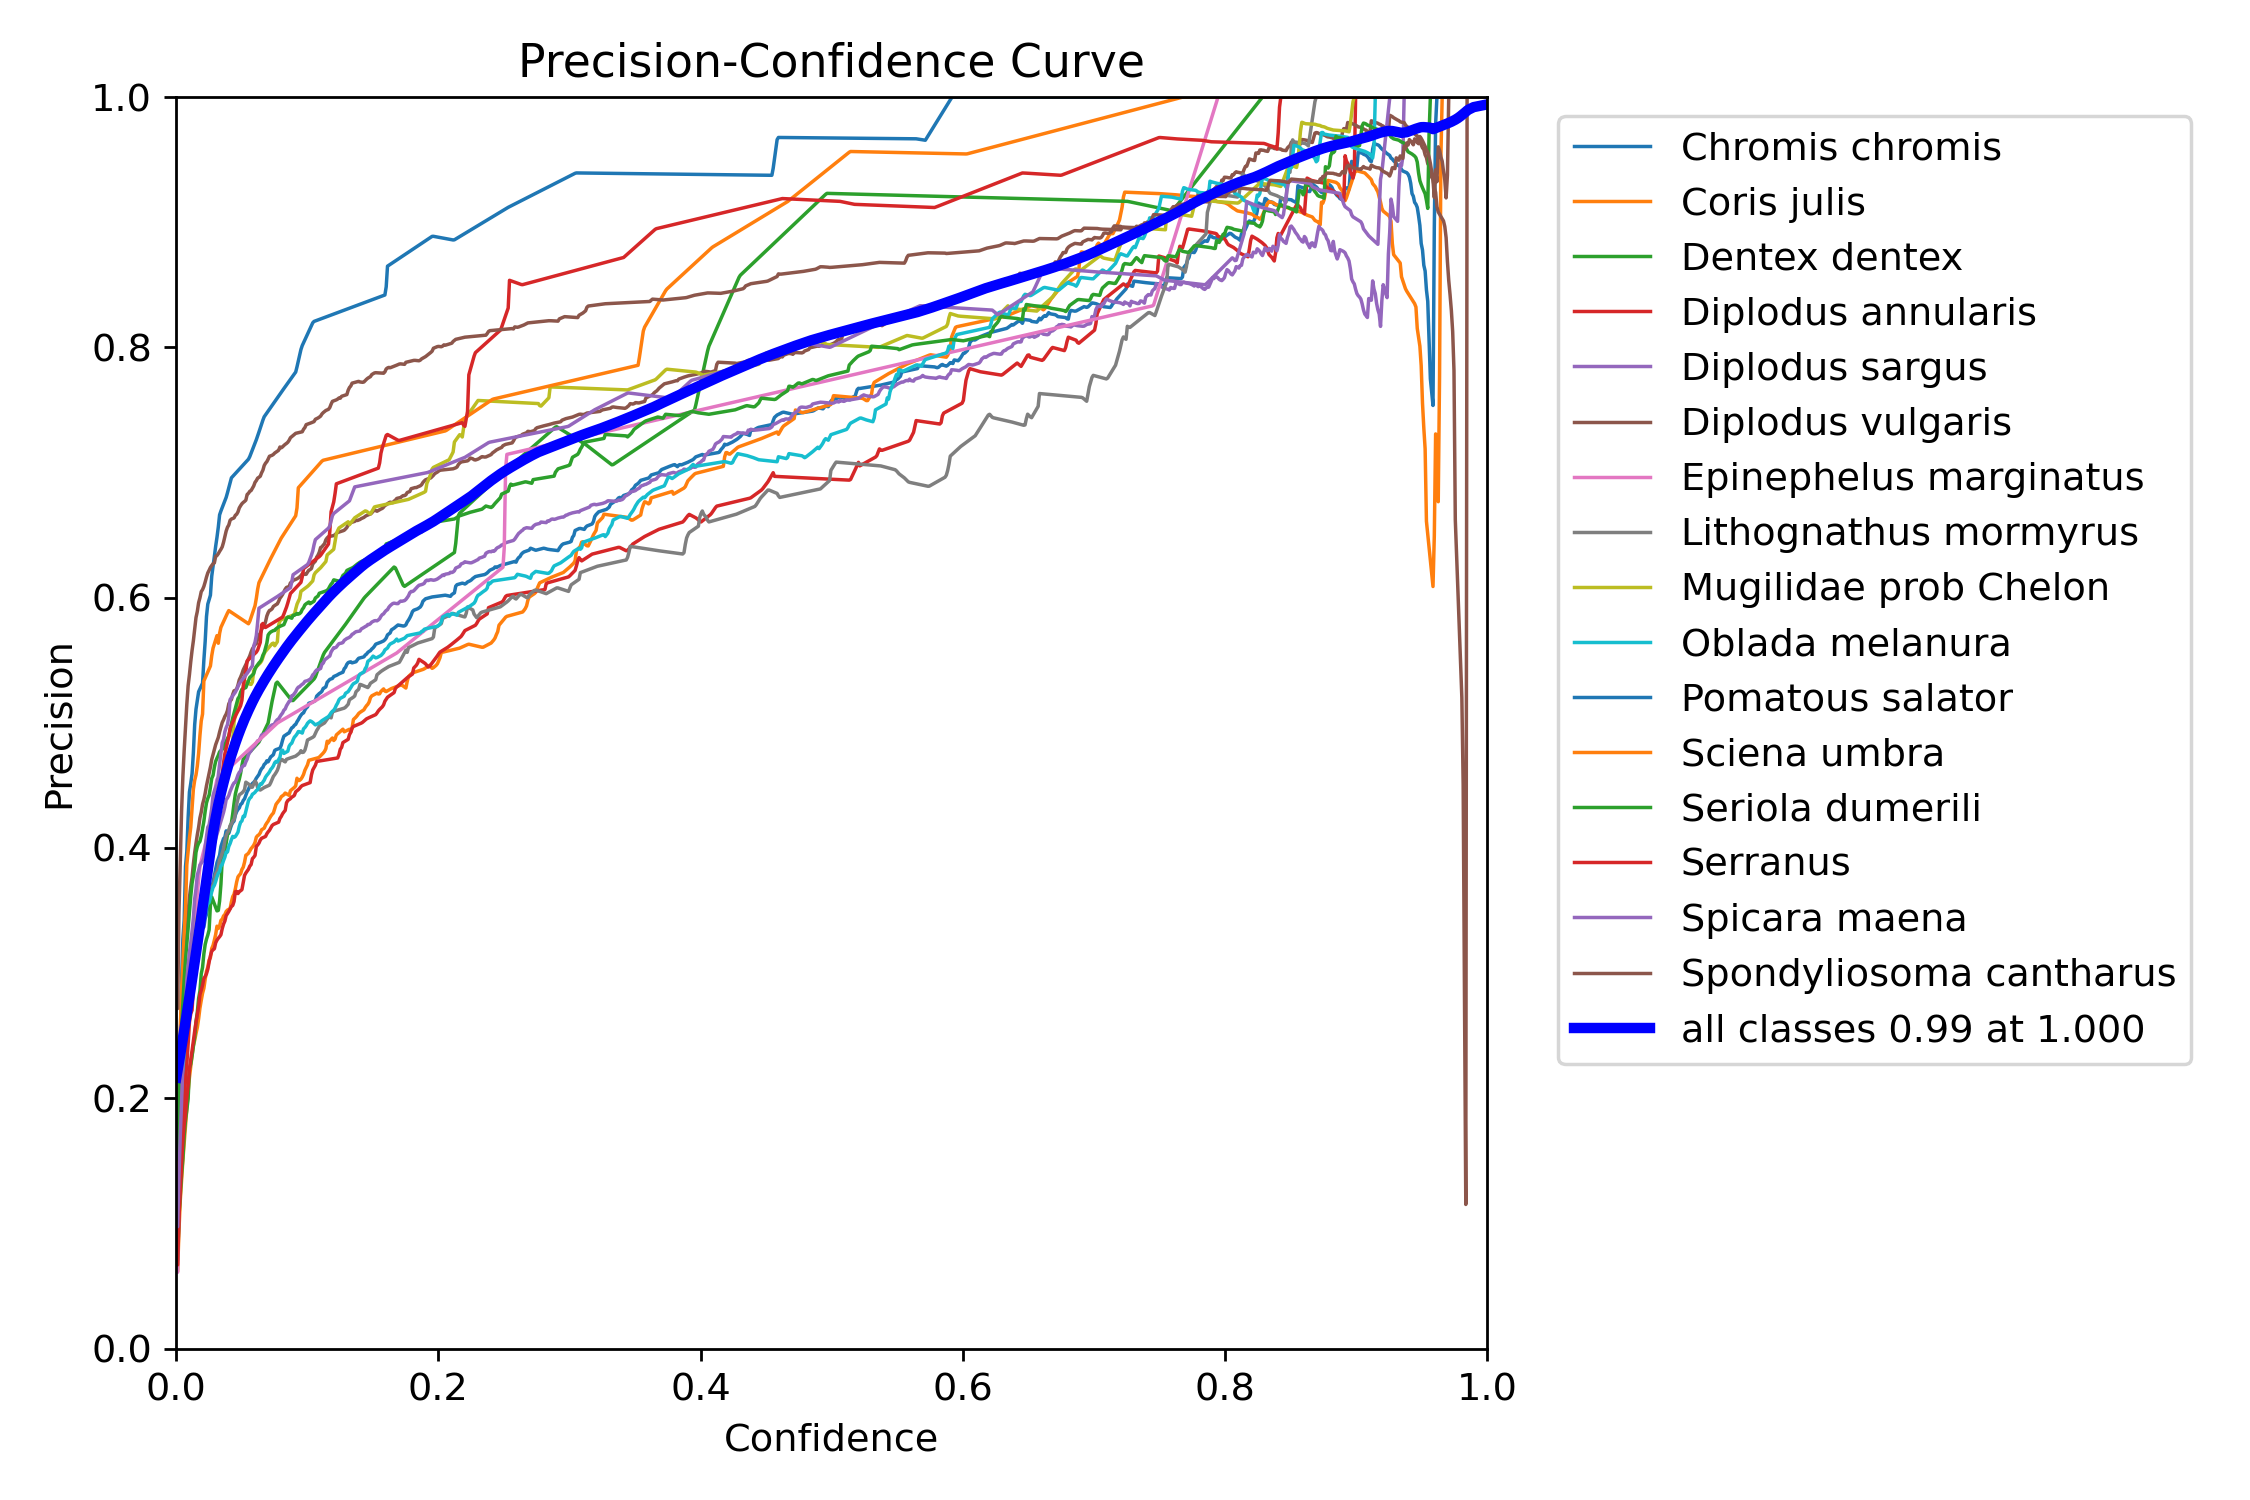 Precision-Confidence Curve
1.0
0.8
0.6
0.4
0.2
0.0
Precision
0.0 0.2 0.4 0.6 0.8 1.0
Confidence
Chromis chromis
Coris julis
Dentex dentex
Diplodus annularis
Diplodus sargus
Diplodus vulgaris
Epinephelus marginatus
Lithognathus mormyrus
Mugilidae prob Chelon
Oblada melanura
Pomatous salator
Sciena umbra
Seriola dumerili
Serranus
Spicara maena
Spondyliosoma cantharus
all classes 0.99 at 1.000